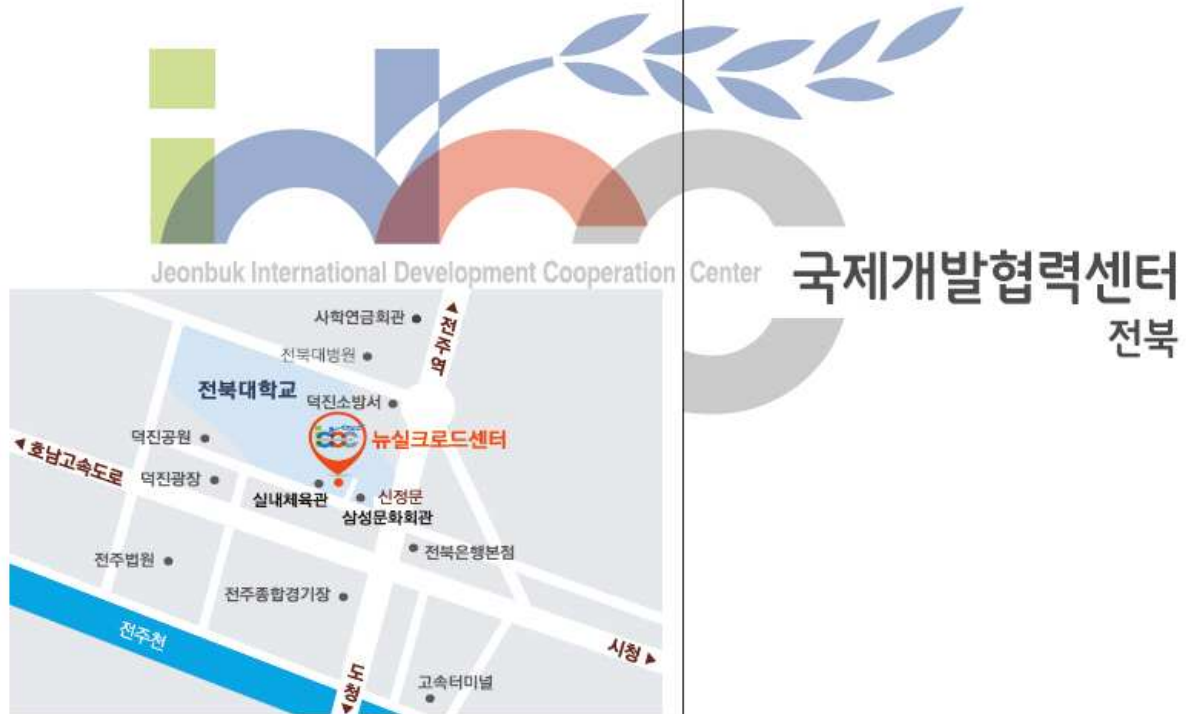 idcc
Jeonbuk International Development Cooperation Center
국제개발협력센터
전북
사학연금회관
전주역
전북대병원
전북대학교
덕진소방서
덕진공원
뉴실크로드센터
호남고속도로
덕진광장
실내체육관
신정문
삼성문화회관
전주법원
전북은행본점
전주종합경기장
전주천
시청
도청
고속터미널